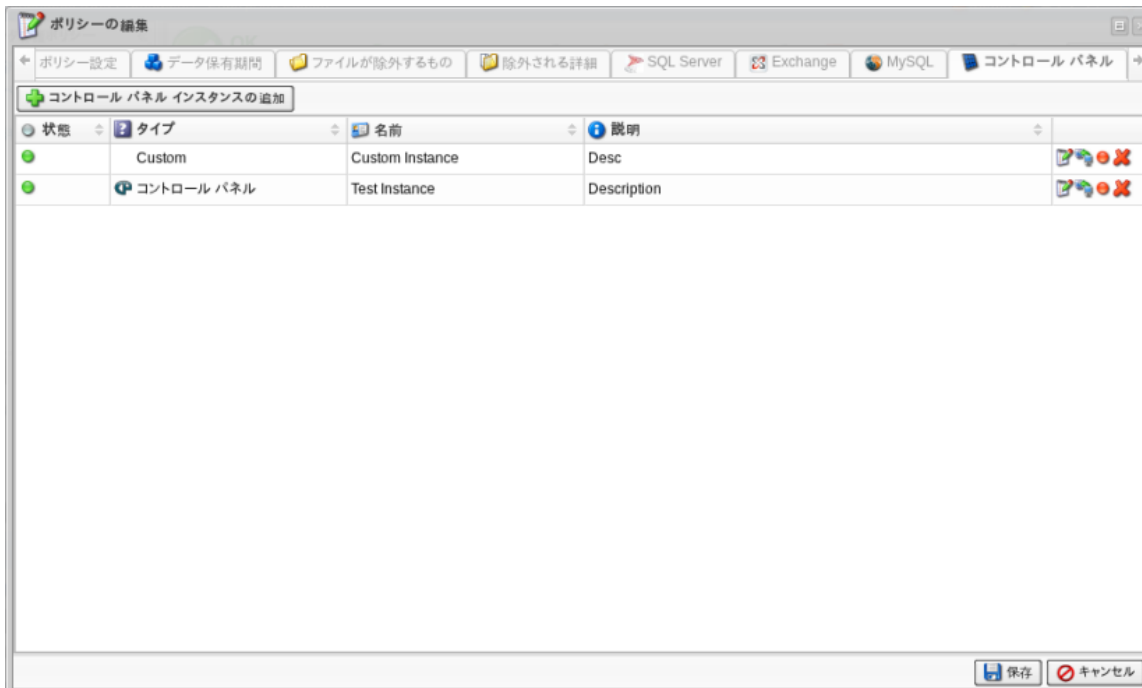 ポリシーの編集
ポリシー設定 データ保有期間 ファイルが除外するもの 除外される詳細 SQL Server Exchange MySQL コントロール パネル
コントロール パネル インスタンスの追加
状態 タイプ 名前 説明
Custom Custom Instance Desc
コントロール パネル Test Instance Description
保存 キャンセル